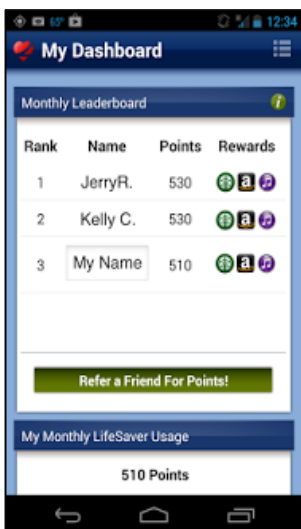 65° 12:34
My Dashboard
Monthly Leaderboard i
Rank Name Points Rewards
1 JerryR. 530 a
2 Kelly C. 530 a
3 My Name 510 a
Refer a Friend For Points!
My Monthly LifeSaver Usage
510 Points